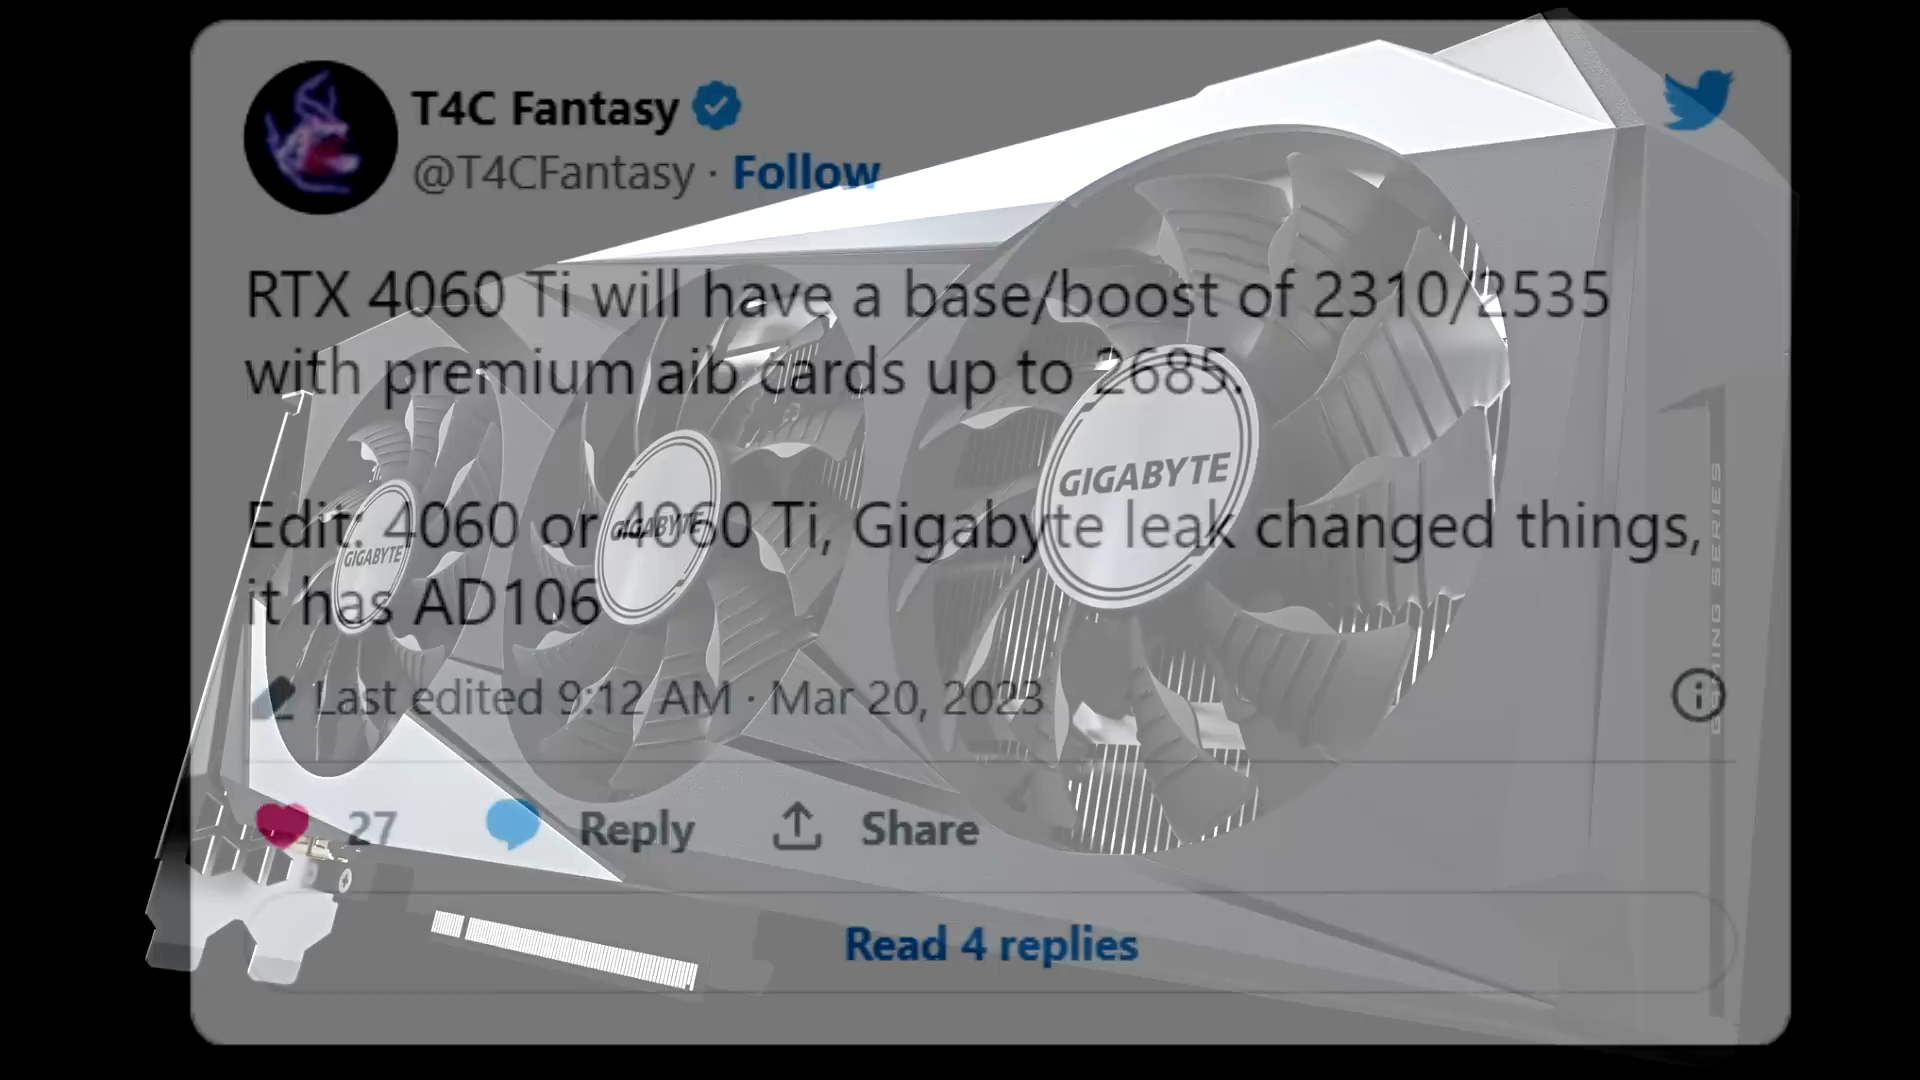 T4C Fantasy
@T4CFantasy · Follow
RTX 4060 Ti will have a base/boost of 2310/2535
with premium aib cards up to 2685.
GIGABYTE
Edit: 4060 or 4060 Ti, Gigabyte leak changed things,
GIGABYTE
GIGABYTE
it has AD106
GAMING SERIES
Last edited 9:12 AM · Mar 20, 2023
27 Reply Share
Read 4 replies